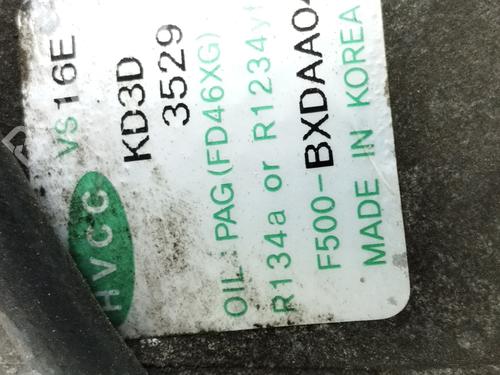 HVCC
VS16E
KD3D
3529
OIL: PAG(FD46XG)
R134a or R1234yf
F500-BXDAA04
MADE IN KOREA